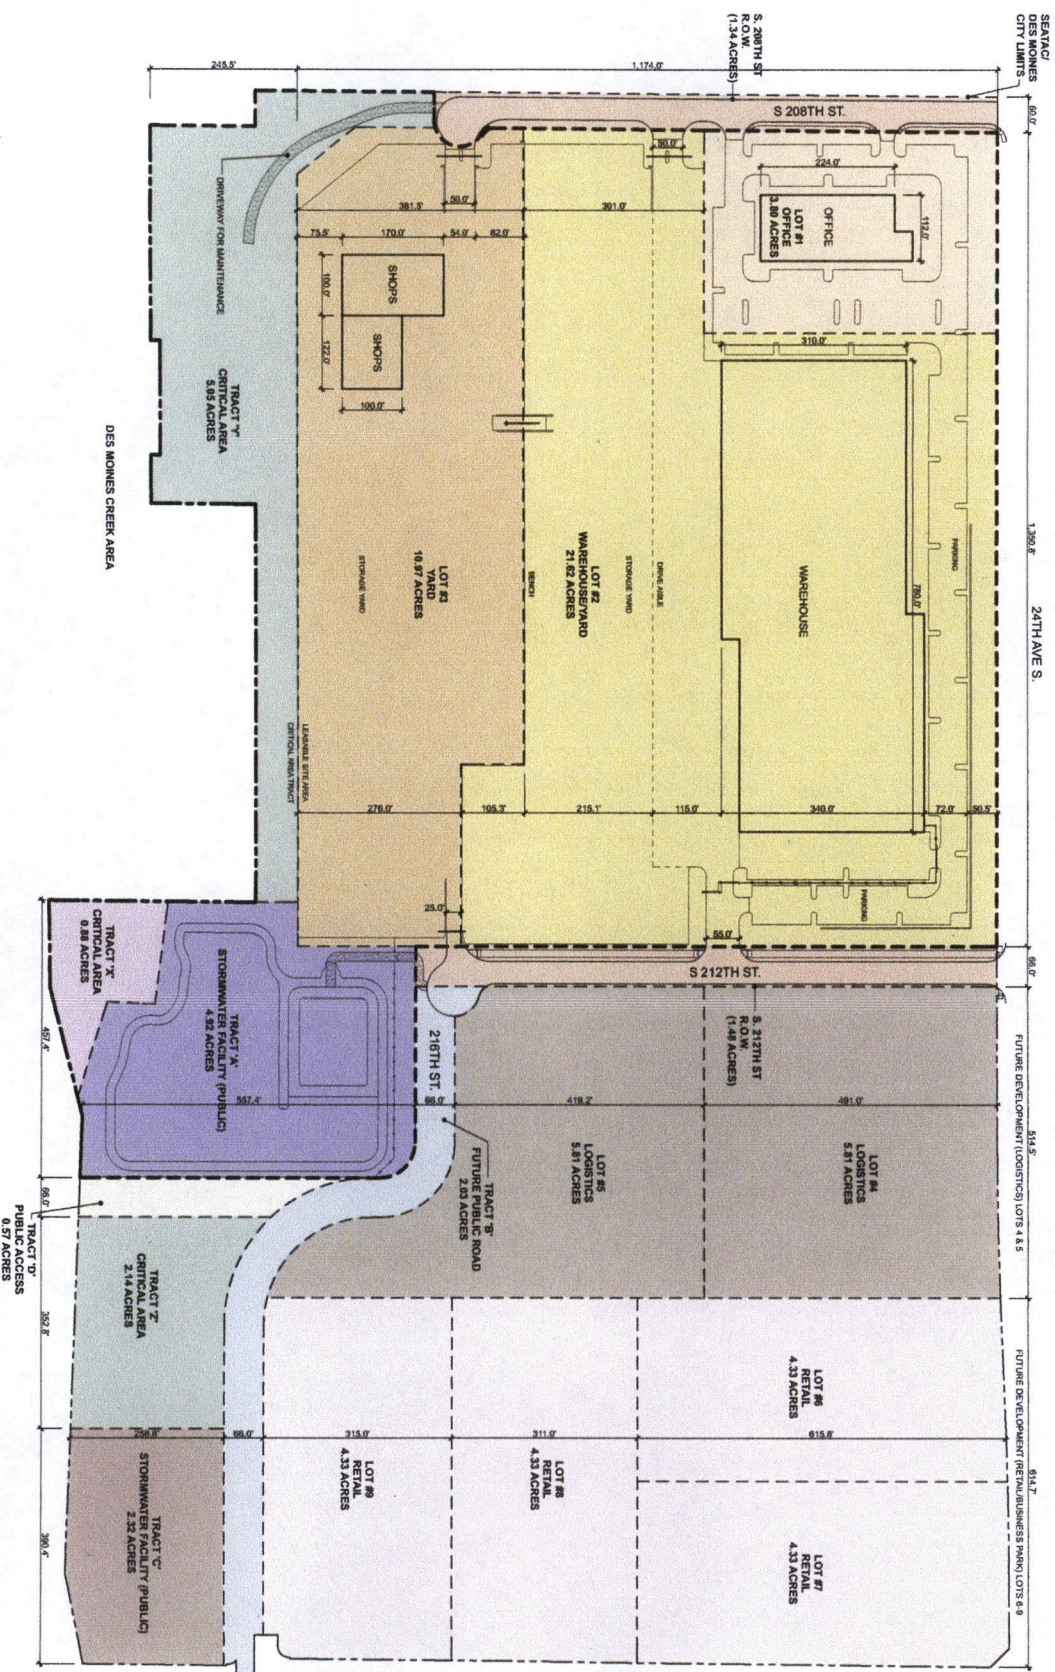 SEATAC/
DES MOINES
CITY LIMITS
S. 208TH ST
R.O.W.
(1.34 ACRES)
245.5'
1,174.0'
60.0'
S 208TH ST.
1,350.8'
24TH AVE S.
66.0'
514.5'
FUTURE DEVELOPMENT (LOGISTICS) LOTS 4 & 5
614.7'
FUTURE DEVELOPMENT (RETAIL/BUSINESS PARK) LOTS 6-9
224.0'
112.0'
OFFICE
LOT #1
OFFICE
3.80 ACRES
50.0'
301.0'
50.0'
381.5'
75.5'
170.0'
54.0'
82.0'
SHOPS
SHOPS
100.0'
122.0'
100.0'
DRIVEWAY FOR MAINTENANCE
TRACT 'Y'
CRITICAL AREA
5.05 ACRES
DES MOINES CREEK AREA
310.0'
780.0'
WAREHOUSE
PARKING
PARKING
LOT #2
WAREHOUSE/YARD
21.62 ACRES
STORAGE YARD
DRIVE AISLE
BENCH
LOT #3
YARD
10.97 ACRES
STORAGE YARD
LEASABLE SITE AREA
CRITICAL AREA TRACT
276.0'
105.3'
215.1'
115.0'
340.0'
72.0'
50.5'
25.0'
55.0'
S 212TH ST.
S. 212TH ST
R.O.W.
(1.48 ACRES)
TRACT 'X'
CRITICAL AREA
0.88 ACRES
457.4'
TRACT 'A'
STORMWATER FACILITY (PUBLIC)
4.92 ACRES
557.4'
66.0'
419.2'
491.0'
216TH ST.
TRACT 'B'
FUTURE PUBLIC ROAD
2.03 ACRES
LOT #5
LOGISTICS
5.81 ACRES
LOT #4
LOGISTICS
5.81 ACRES
66.0'
TRACT 'D'
PUBLIC ACCESS
0.57 ACRES
TRACT 'Z'
CRITICAL AREA
2.14 ACRES
352.8'
LOT #6
RETAIL
4.33 ACRES
66.0'
315.0'
311.0'
615.8'
LOT #9
RETAIL
4.33 ACRES
LOT #8
RETAIL
4.33 ACRES
LOT #7
RETAIL
4.33 ACRES
TRACT 'C'
STORMWATER FACILITY (PUBLIC)
2.32 ACRES
390.4'